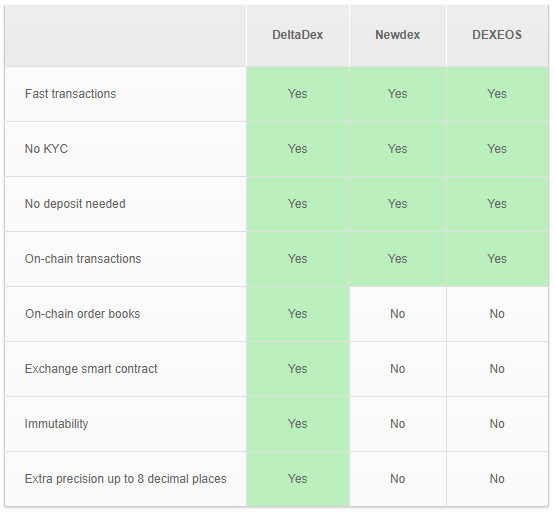 DeltaDex Newdex DEXEOS
Fast transactions Yes Yes Yes
No KYC Yes Yes Yes
No deposit needed Yes Yes Yes
On-chain transactions Yes Yes Yes
On-chain order books Yes No No
Exchange smart contract Yes No No
Immutability Yes No No
Extra precision up to 8 decimal places Yes No No